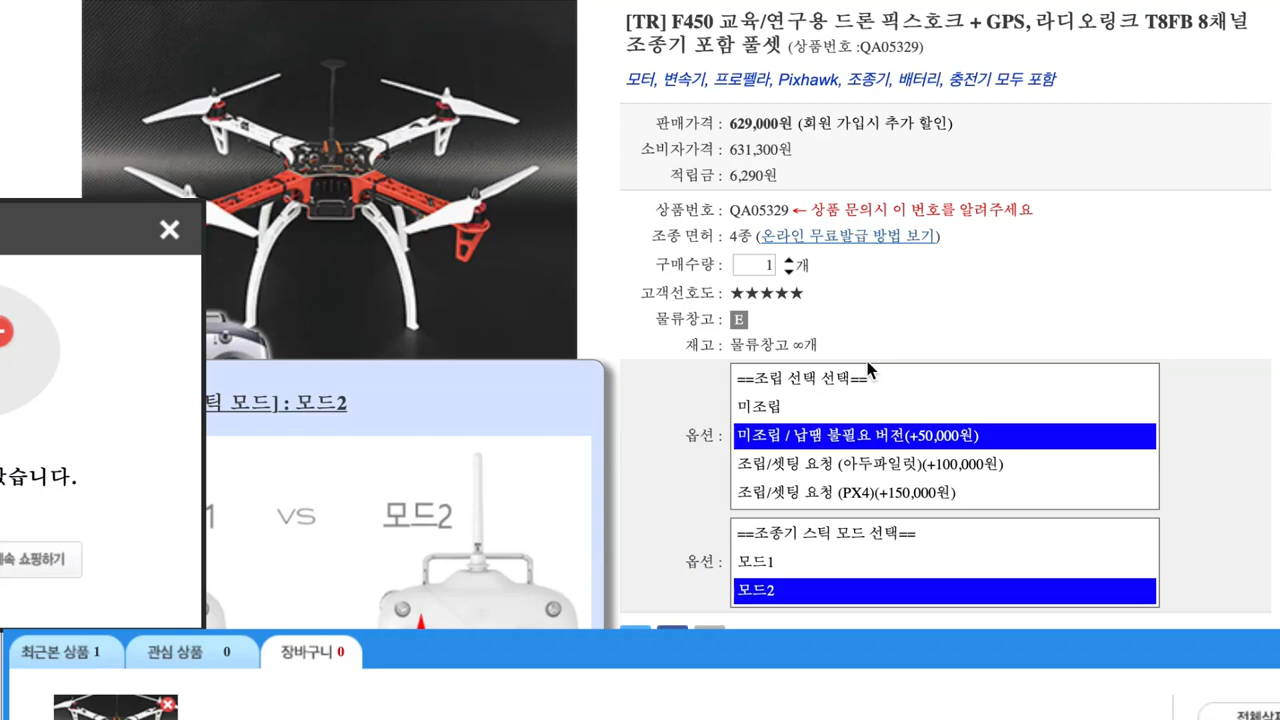 [TR] F450 교육/연구용 드론 픽스호크 + GPS, 라디오링크 T8FB 8채널
조종기 포함 풀셋 (상품번호 :QA05329)
모터, 변속기, 프로펠라, Pixhawk, 조종기, 배터리, 충전기 모두 포함
판매가격 : 629,000원 (회원 가입시 추가 할인)
소비자가격 : 631,300원
적립금 : 6,290원
상품번호 : QA05329 ← 상품 문의시 이 번호를 알려주세요
조종 면허 : 4종 (온라인 무료발급 방법 보기)
구매수량 : 1 개
고객선호도 : ★★★★★
물류창고 : E
재고 : 물류창고 ∞개
옵션 :
==조립 선택 선택==
미조립
미조립 / 납땜 불필요 버전(+50,000원)
조립/셋팅 요청 (아두파일럿)(+100,000원)
조립/셋팅 요청 (PX4)(+150,000원)
옵션 :
==조종기 스틱 모드 선택==
모드1
모드2
틱 모드] : 모드2
1 VS 모드2
습니다.
속 쇼핑하기
최근본 상품 1 관심 상품 0 장바구니 0